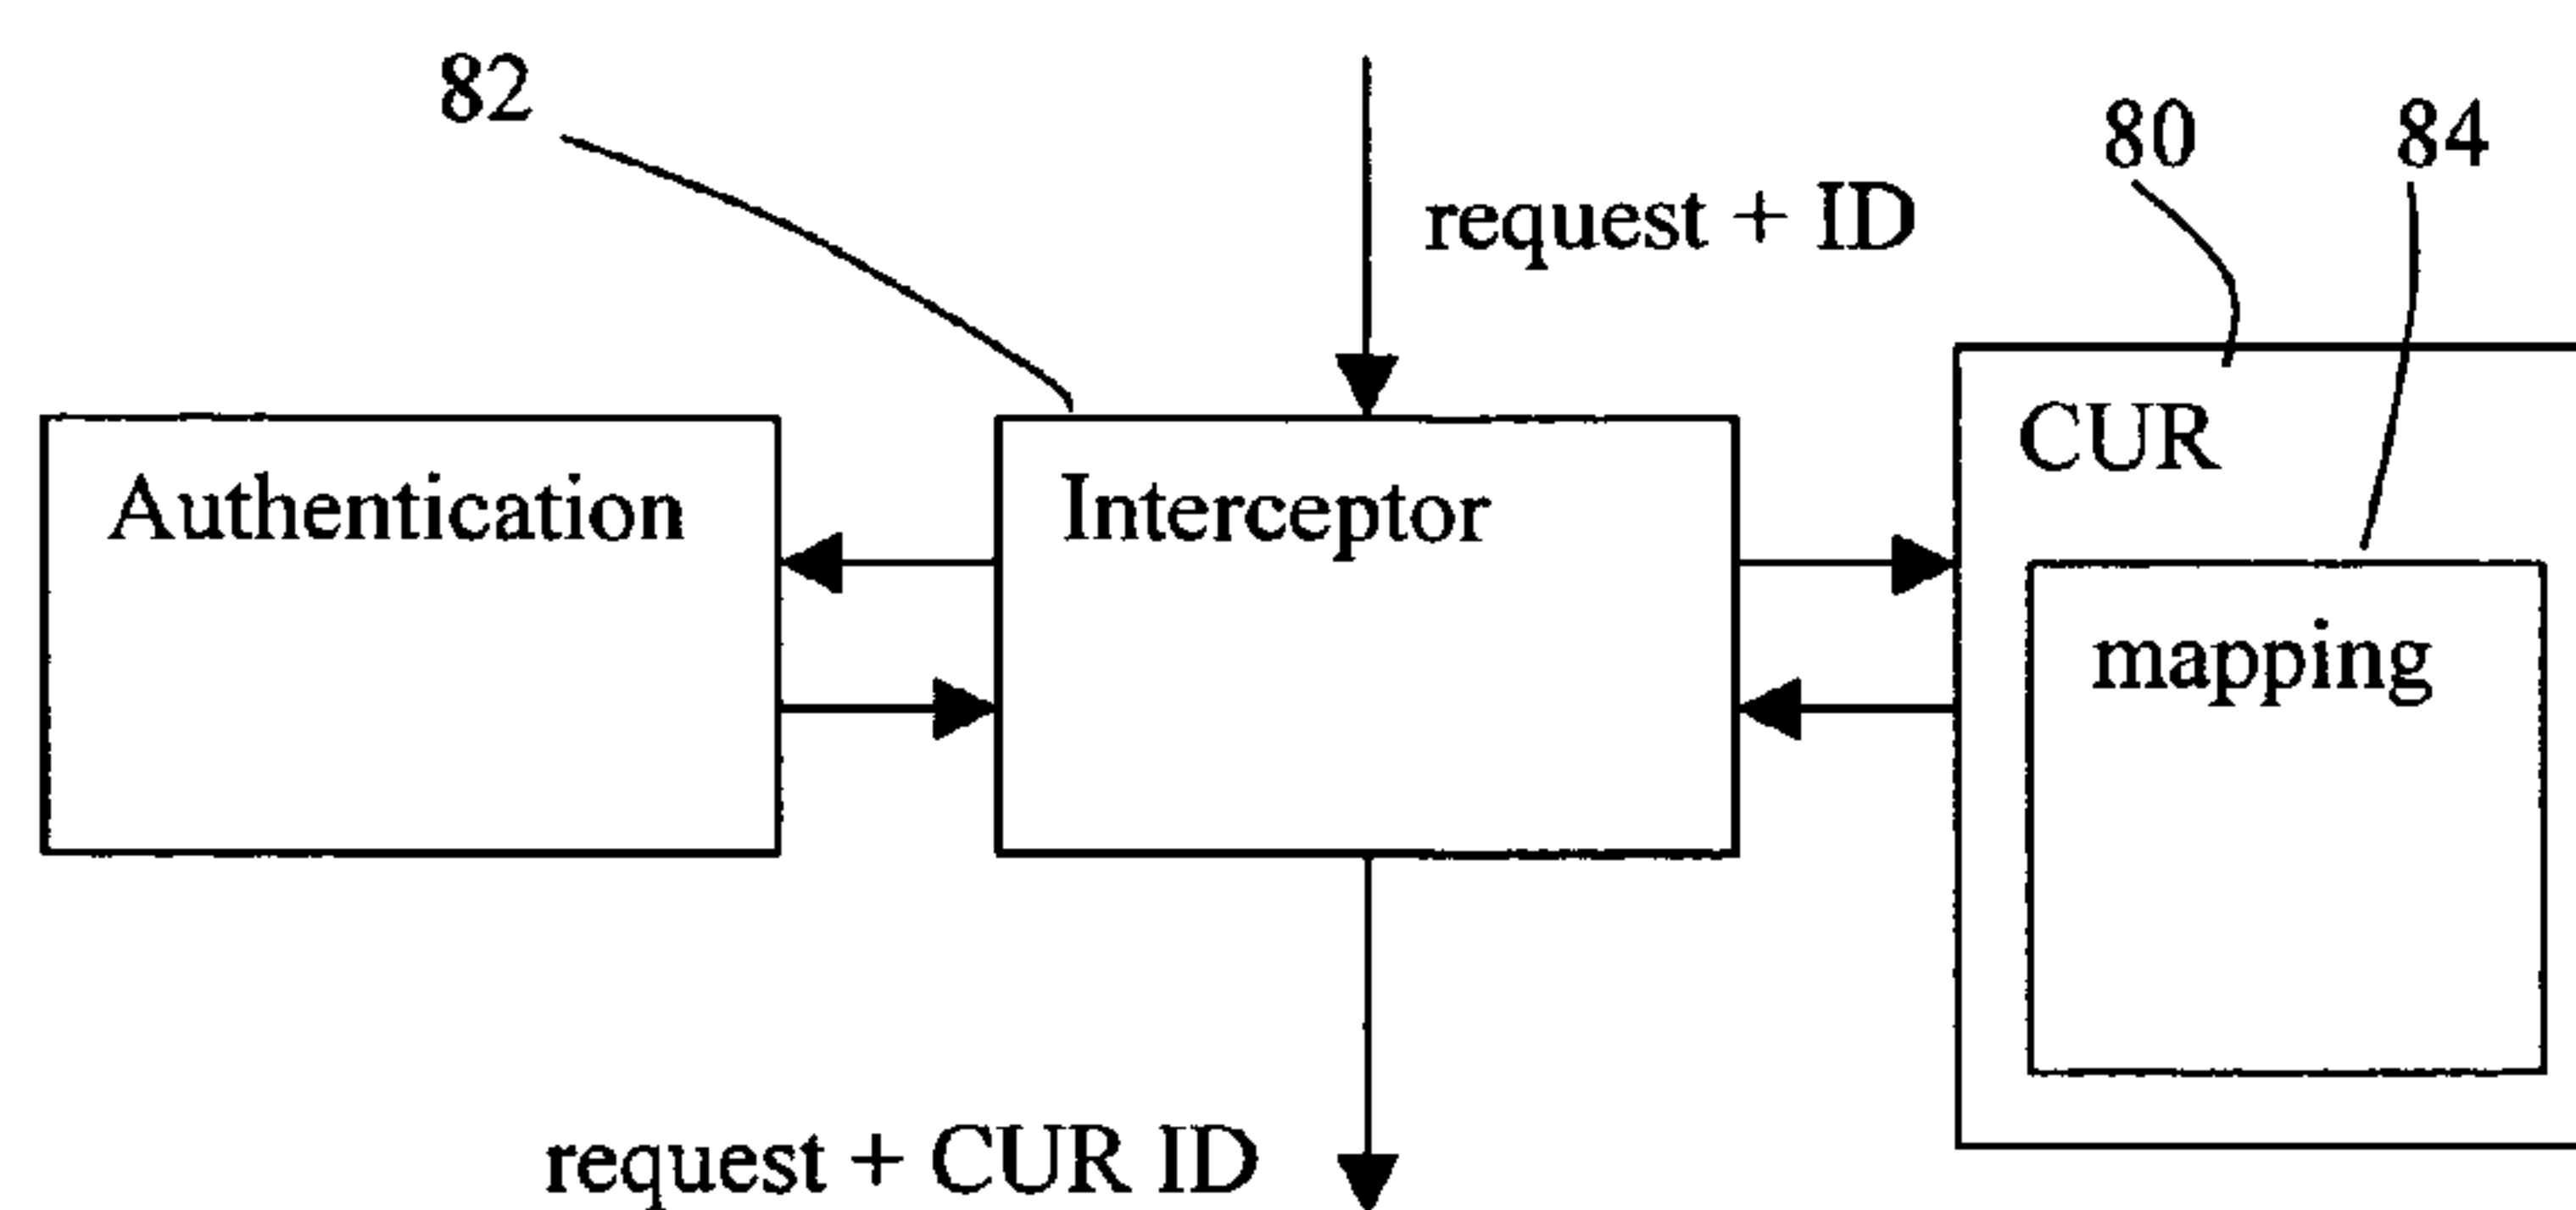 82
80
84
request + ID
CUR
Authentication
Interceptor
mapping
request + CUR ID